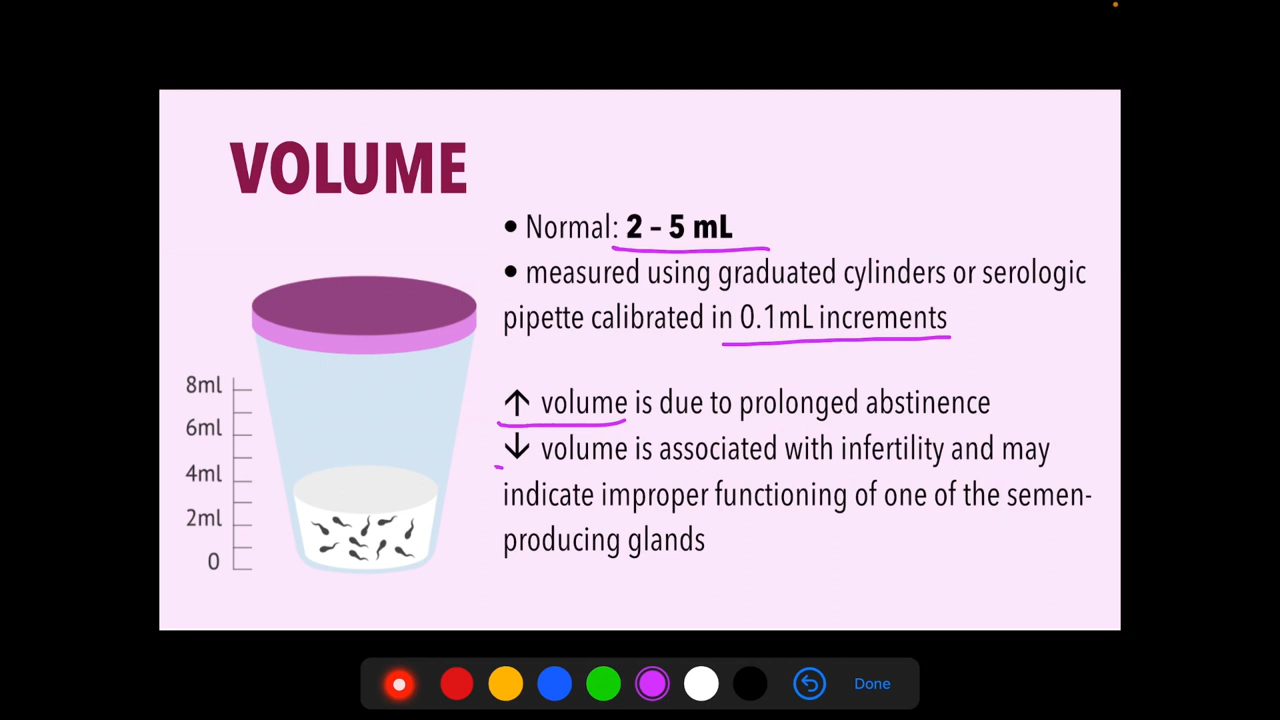 VOLUME
• Normal: 2 – 5 mL
• measured using graduated cylinders or serologic
pipette calibrated in 0.1mL increments
↑ volume is due to prolonged abstinence
↓ volume is associated with infertility and may
indicate improper functioning of one of the semen-
producing glands
8ml
6ml
4ml
2ml
0
Done